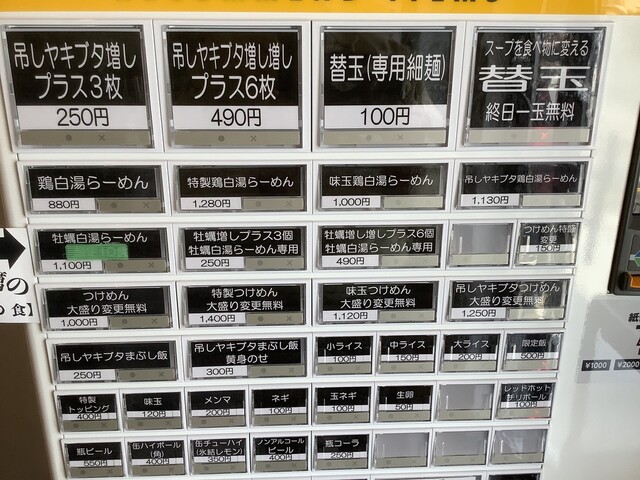 吊しヤキブタ増し
プラス3枚
250円
吊しヤキブタ増し増し
プラス6枚
490円
替玉(専用細麺)
100円
スープを食べ物に変える
替玉
終日一玉無料
鶏白湯らーめん
880円
特製鶏白湯らーめん
1,280円
味玉鶏白湯らーめん
1,000円
吊しヤキブタ鶏白湯らーめん
1,130円
牡蠣白湯らーめん
1,100円
牡蠣増しプラス3個
牡蠣白湯らーめん専用
250円
牡蠣増し増しプラス6個
牡蠣白湯らーめん専用
490円
つけめん特盛
変更
150円
つけめん
大盛り変更無料
1,000円
特製つけめん
大盛り変更無料
1,400円
味玉つけめん
大盛り変更無料
1,120円
吊しヤキブタつけめん
大盛り変更無料
1,250円
吊しヤキブタまぶし飯
250円
吊しヤキブタまぶし飯
黄身のせ
300円
小ライス
100円
中ライス
150円
大ライス
200円
限定飯
500円
特製
トッピング
400円
味玉
120円
メンマ
200円
ネギ
100円
玉ネギ
100円
生卵
50円
レッドホット
チリボール
100円
瓶ビール
550円
缶ハイボール
(角)
400円
缶チューハイ
(氷結レモン)
350円
ノンアルコール
ビール
400円
瓶コーラ
250円
の
食】
紙
¥1000
¥2000